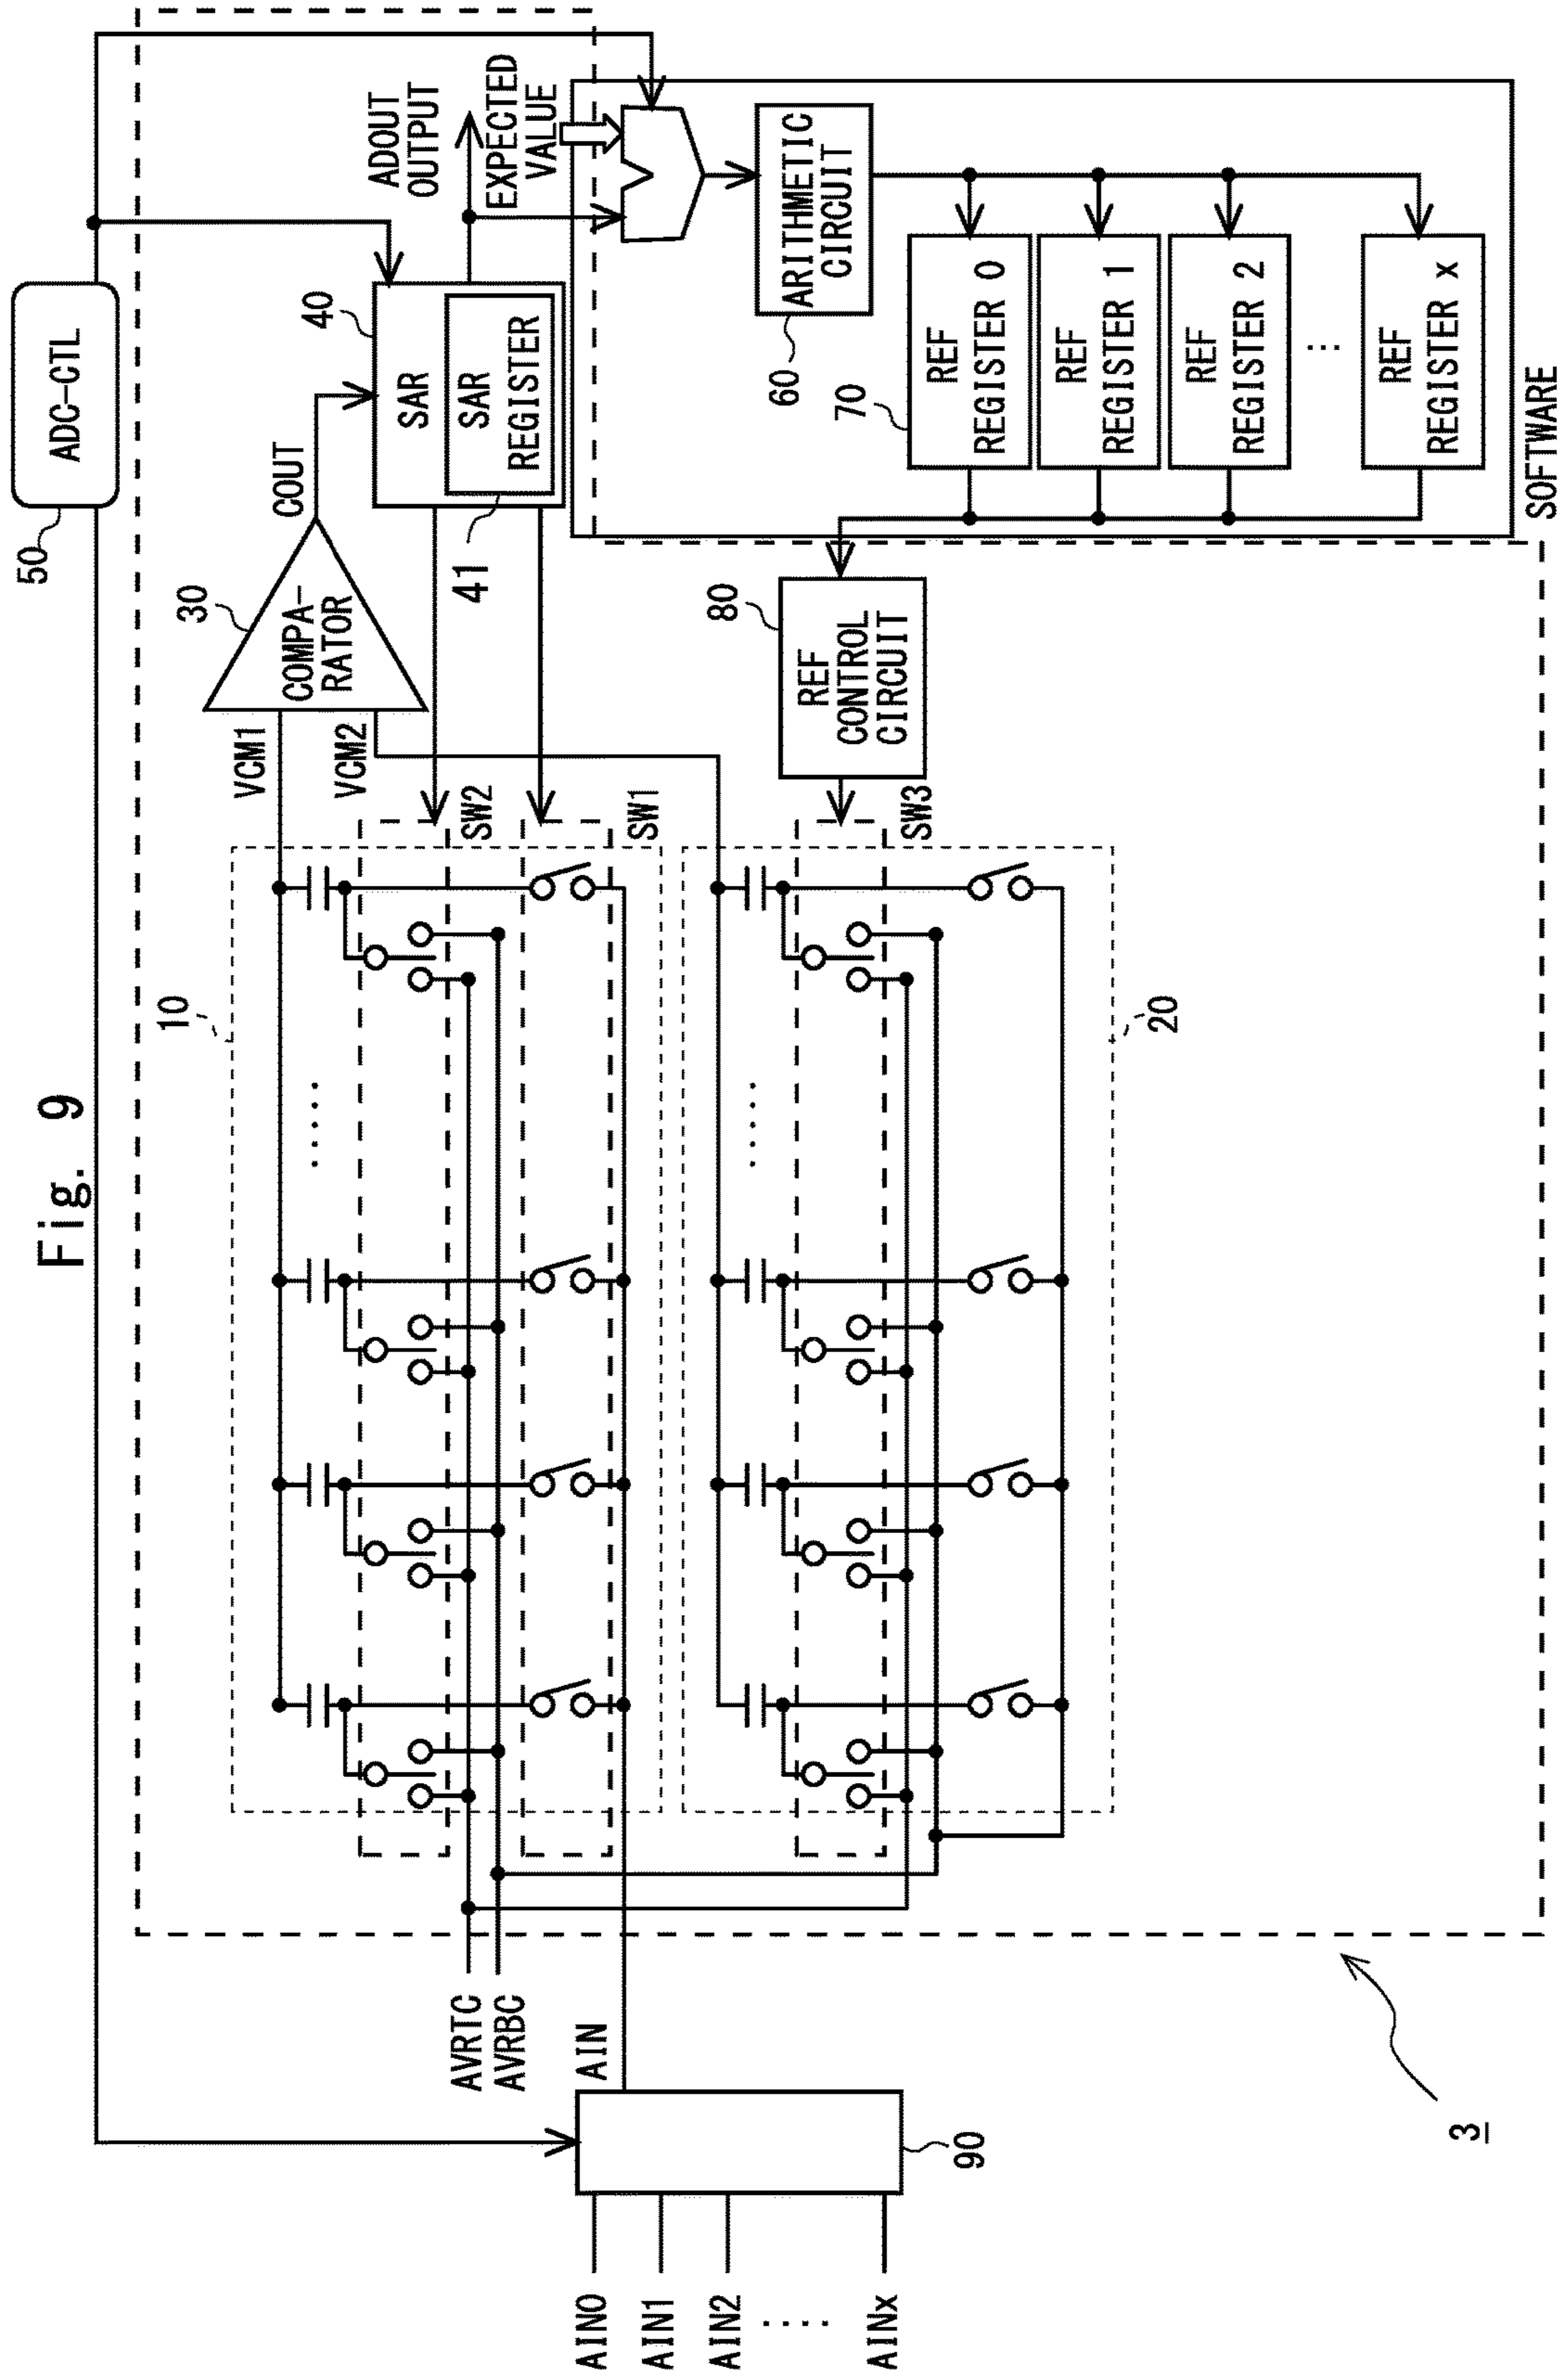 Fig. 9
50
ADC-CTL
10
VCM1
VCM2
30
COMPA-
RATOR
COUT
40
SAR
SAR
REGISTER
41
ADOUT
OUTPUT
EXPECTED
VALUE
SW2
SW1
AVRTC
AVRBC
AIN
60
ARITHMETIC
CIRCUIT
70
REF
REGISTER 0
REF
REGISTER 1
REF
REGISTER 2
...
REF
REGISTER x
SOFTWARE
80
REF
CONTROL
CIRCUIT
SW3
20
90
AIN0
AIN1
AIN2
....
AINx
3